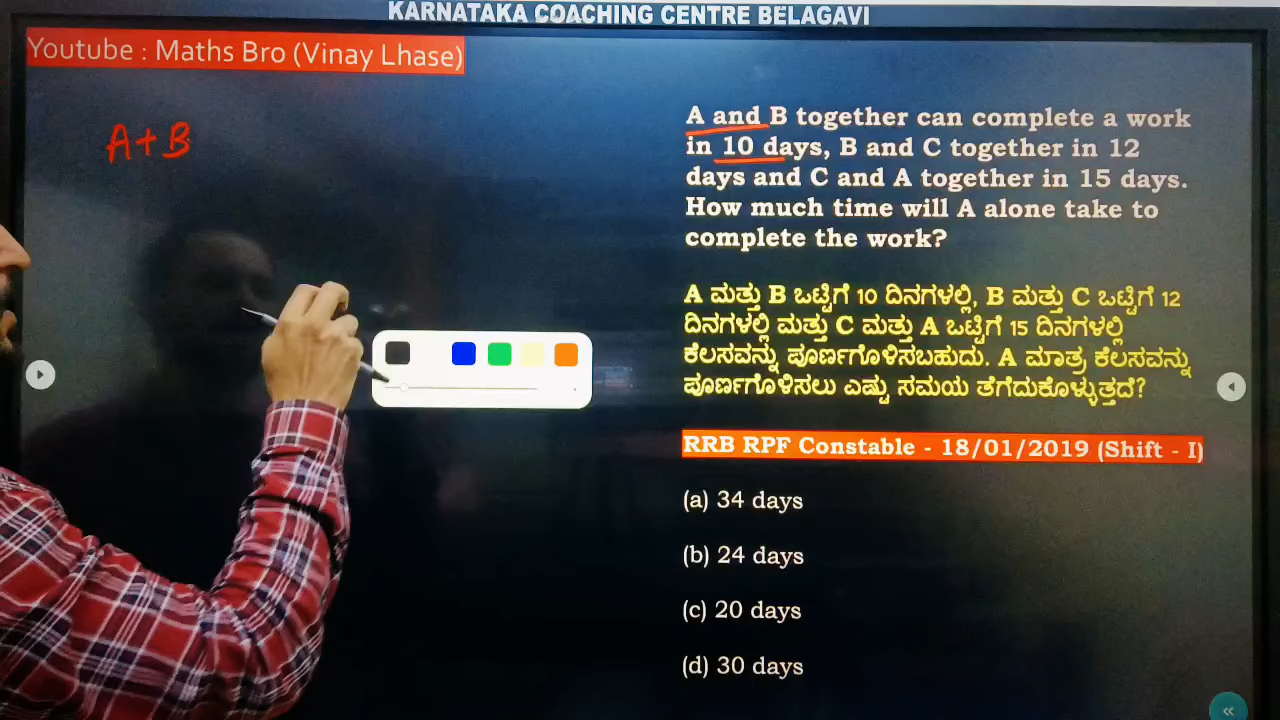 KARNATAKA COACHING CENTRE BELAGAVI
Youtube : Maths Bro (Vinay Lhase)
A+B
A and B together can complete a work
in 10 days, B and C together in 12
days and C and A together in 15 days.
How much time will A alone take to
complete the work?
A ಮತ್ತು B ಒಟ್ಟಿಗೆ 10 ದಿನಗಳಲ್ಲಿ, B ಮತ್ತು C ಒಟ್ಟಿಗೆ 12
ದಿನಗಳಲ್ಲಿ ಮತ್ತು C ಮತ್ತು A ಒಟ್ಟಿಗೆ 15 ದಿನಗಳಲ್ಲಿ
ಕೆಲಸವನ್ನು ಪೂರ್ಣಗೊಳಿಸಬಹುದು. A ಮಾತ್ರ ಕೆಲಸವನ್ನು
ಪೂರ್ಣಗೊಳಿಸಲು ಎಷ್ಟು ಸಮಯ ತೆಗೆದುಕೊಳ್ಳುತ್ತದೆ?
RRB RPF Constable - 18/01/2019 (Shift - I)
(a) 34 days
(b) 24 days
(c) 20 days
(d) 30 days